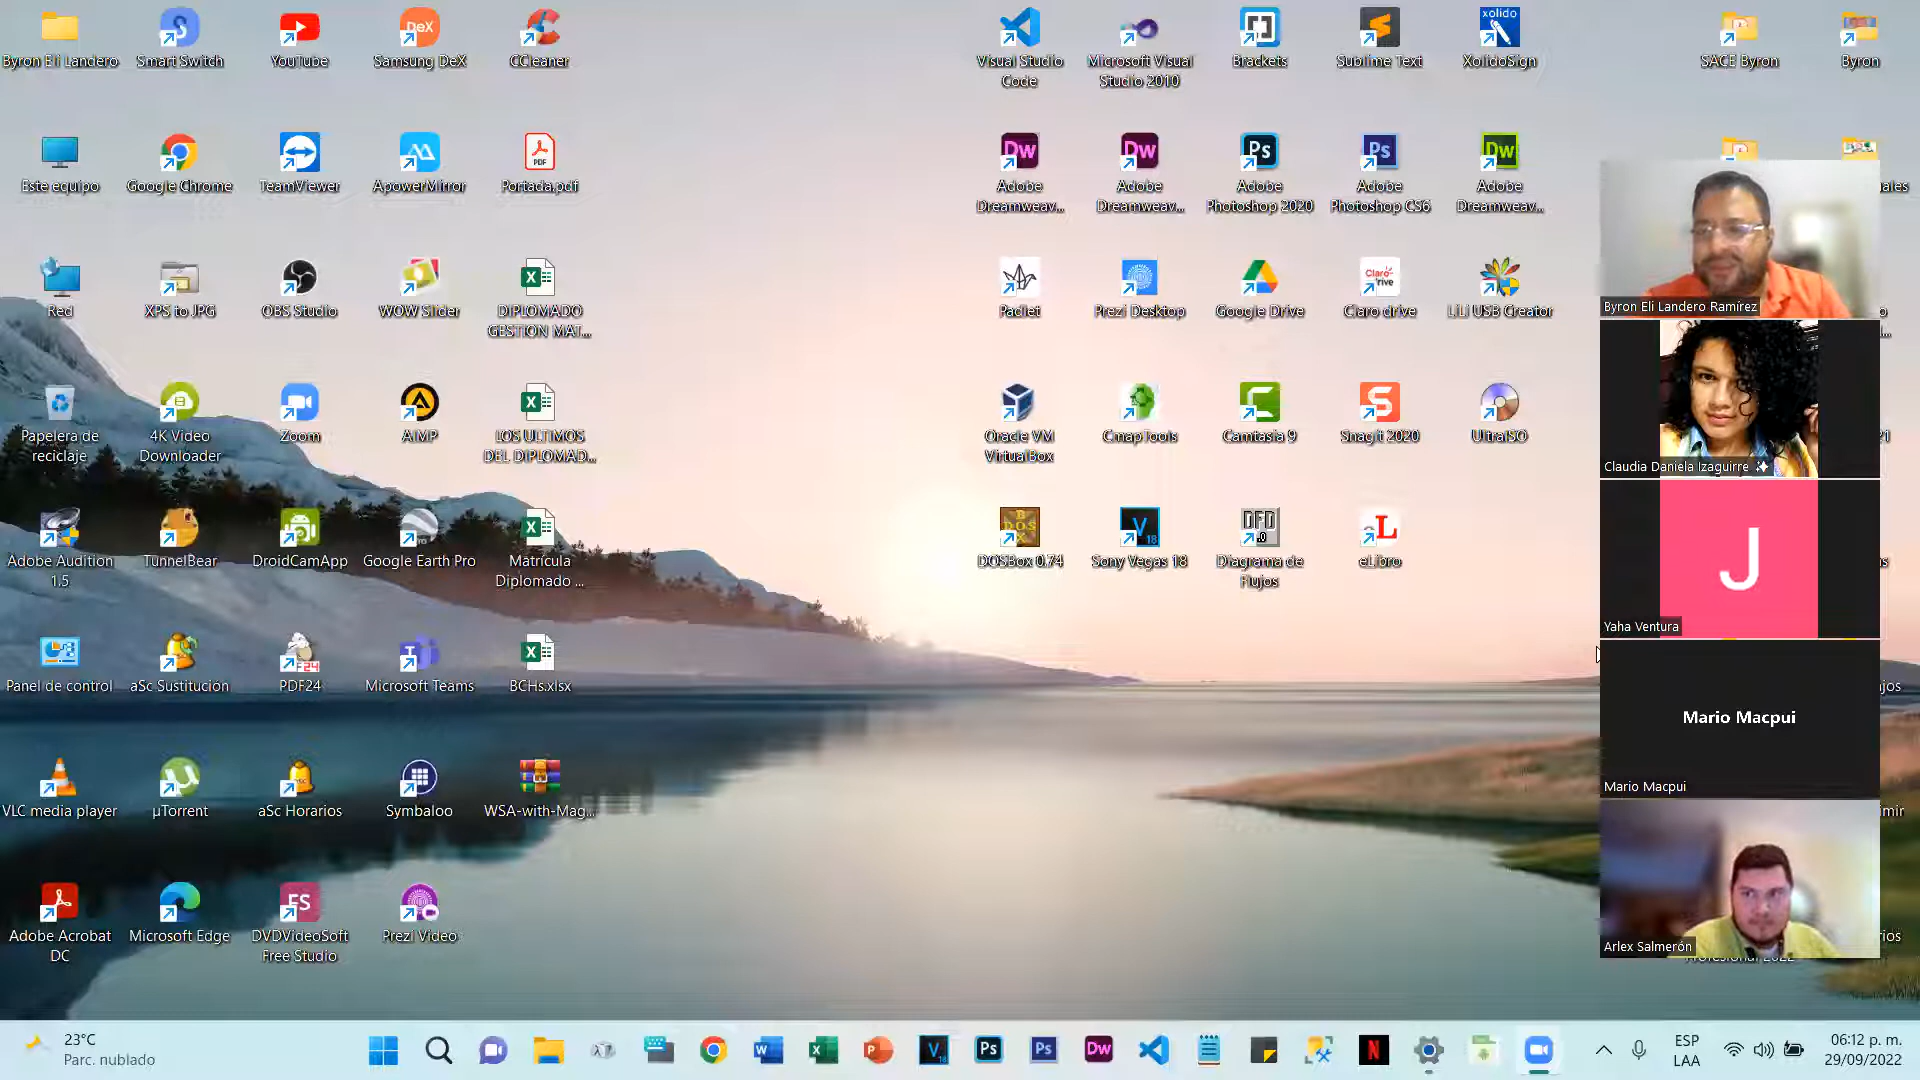 Byron Eli Landero
Smart Switch
YouTube
Samsung DeX
CCleaner
Visual Studio
Code
Microsoft Visual
Studio 2010
Brackets
Sublime Text
xolido
XolidoSign
SACE Byron
Byron
Este equipo
Google Chrome
TeamViewer
ApowerMirror
PDF
Portada.pdf
Dw
Adobe
Dreamweav...
Dw
Adobe
Dreamweav...
Ps
Adobe
Photoshop 2020
Ps
Adobe
Photoshop CS6
Dw
Adobe
Dreamweav...
Red
XPS to JPG
OBS Studio
WOW Slider
DIPLOMADO
GESTION MAT...
Padlet
Prezi Desktop
Google Drive
Claro drive
LiLi USB Creator
Papelera de
reciclaje
4K Video
Downloader
Zoom
AIMP
LOS ULTIMOS
DEL DIPLOMAD...
Oracle VM
VirtualBox
CmapTools
Camtasia 9
Snagit 2020
UltraISO
Adobe Audition
1.5
TunnelBear
DroidCamApp
Google Earth Pro
Matrícula
Diplomado ...
DOSBox 0.74
Sony Vegas 18
Diagrama de
Flujos
eLibro
Panel de control
aSc Sustitución
PDF24
Microsoft Teams
BCHs.xlsx
VLC media player
µTorrent
aSc Horarios
Symbaloo
WSA-with-Mag...
Adobe Acrobat
DC
Microsoft Edge
DVDVideoSoft
Free Studio
Prezi Video
Byron Eli Landero Ramírez
Claudia Daniela Izaguirre ✨
J
Yaha Ventura
Mario Macpui
Mario Macpui
Arlex Salmerón
23°C
Parc. nublado
ESP
LAA
06:12 p. m.
29/09/2022